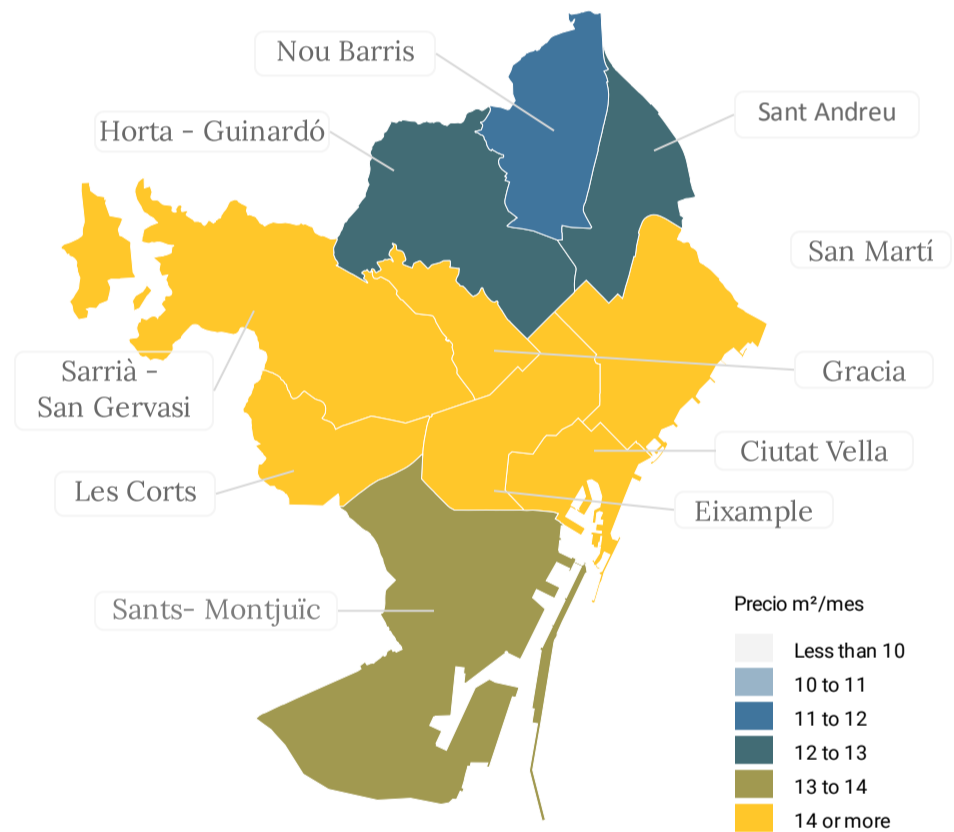 Nou Barris
Sant Andreu
Horta - Guinardó
San Martí
Sarrià -
San Gervasi
Gracia
Ciutat Vella
Les Corts
Eixample
Sants- Montjuïc
Precio m²/mes
Less than 10
10 to 11
11 to 12
12 to 13
13 to 14
14 or more